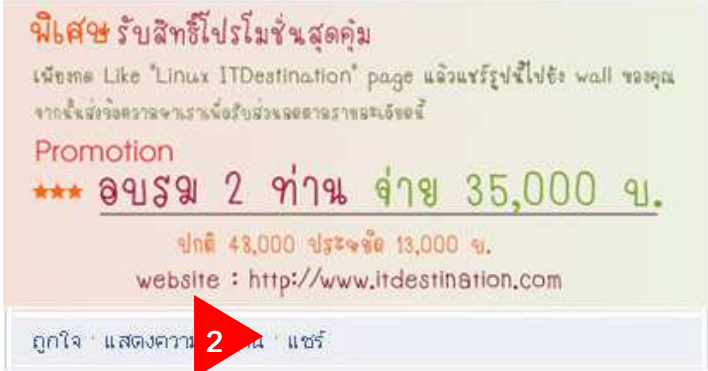 พิเศษ รับสิทธิ์โปรโมชั่นสุดคุ้ม
เพียงกด Like "Linux ITDestination" page แล้วแชร์รูปนี้ไปยัง wall ของคุณ
จากนั้นส่งข้อความหาเราเพื่อรับส่วนลดตามรายละเอียดนี้
Promotion
*** อบรม 2 ท่าน จ่าย 35,000 บ.
ปกติ 48,000 ประหยัด 13,000 บ.
website : http://www.itdestination.com
ถูกใจ · แสดงความ 2 · แชร์